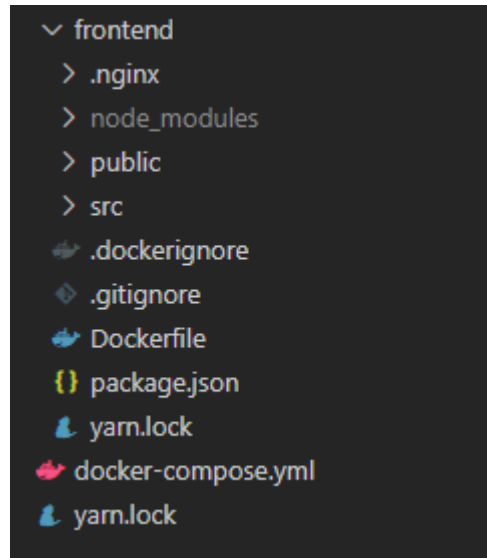 frontend
.nginx
node_modules
public
src
.dockerignore
.gitignore
Dockerfile
{} package.json
yarn.lock
docker-compose.yml
yarn.lock